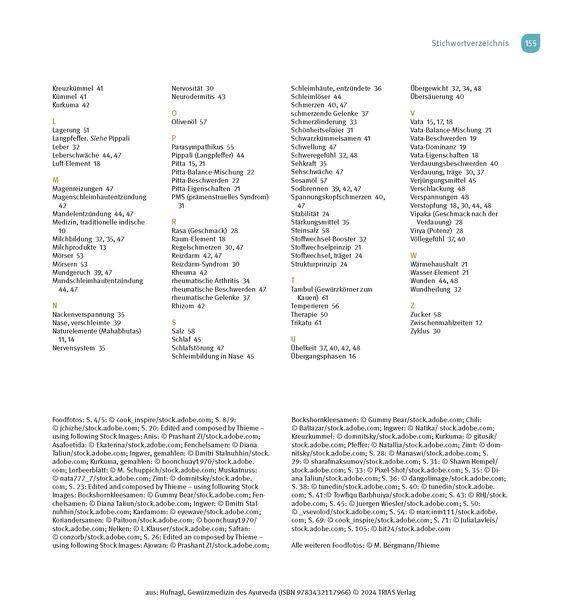 Stichwortverzeichnis 155
Kreuzkümmel 41
Kümmel 41
Kurkuma 42
L
Lagerung 51
Langpfeffer. Siehe Pippali
Leber 32
Leberschwäche 44, 47
Luft-Element 18
M
Magenreizungen 47
Magenschleimhautentzündung
42
Mandelentzündung 44, 47
Medizin, traditionelle indische
10
Milchbildung 32, 35, 47
Milchprodukte 13
Mörser 53
Mörsern 53
Mundgeruch 39, 47
Mundschleimhautentzündung
44, 47
N
Nackenverspannung 35
Nase, verschleimte 39
Naturelemente (Mahabhutas)
11, 14
Nervensystem 35
Nervosität 30
Neurodermitis 43
O
Olivenöl 57
P
Parasympathikus 55
Pippali (Langpfeffer) 44
Pitta 15, 21
Pitta-Balance-Mischung 22
Pitta-Beschwerden 22
Pitta-Eigenschaften 21
PMS (prämenstruelles Syndrom)
31
R
Rasa (Geschmack) 28
Raum-Element 18
Regelschmerzen 30, 47
Reizdarm 42, 47
Reizdarm-Syndrom 30
Rheuma 42
rheumatische Arthritis 34
rheumatische Beschwerden 47
rheumatische Gelenke 37
Rhizom 42
S
Salz 58
Schlaf 45
Schlafstörung 47
Schleimbildung in Nase 45
Schleimhäute, entzündete 36
Schleimlöser 44
Schmerzen 40, 47
schmerzende Gelenke 37
Schmerzlinderung 33
Schönheitselixier 31
Schwarzkümmelsamen 41
Schwellung 47
Schweregefühl 32, 48
Sehkraft 35
Sehschwäche 47
Sesamöl 57
Sodbrennen 39, 42, 47
Spannungskopfschmerzen 40,
47
Stabilität 24
Stärkungsmittel 35
Steinsalz 58
Stoffwechsel-Booster 32
Stoffwechselprinzip 21
Stoffwechsel, träger 24
Strukturprinzip 24
T
Tambul (Gewürzkörner zum
Kauen) 61
Temperieren 56
Therapie 50
Trikatu 61
U
Übelkeit 37, 40, 42, 48
Übergangsphasen 16
Übergewicht 32, 34, 48
Übersäuerung 40
V
Vata 15, 17, 18
Vata-Balance-Mischung 21
Vata-Beschwerden 19
Vata-Dominanz 19
Vata-Eigenschaften 18
Verdauungsbeschwerden 40
Verdauung, träge 30, 37
Verjüngungsmittel 45
Verschlackung 48
Verspannungen 48
Verstopfung 18, 30, 44, 48
Vipaka (Geschmack nach der
Verdauung) 28
Virya (Potenz) 28
Völlegefühl 37, 40
W
Wärmehaushalt 21
Wasser-Element 21
Wunden 44, 48
Wundheilung 32
Z
Zucker 58
Zwischenmahlzeiten 12
Zyklus 30
Foodfotos: S. 4/5: © cook_inspire/stock.adobe.com; S. 8/9:
© jchizhe/stock.adobe.com; S. 20: Edited and composed by Thieme –
using following Stock Images: Anis: © Prashant ZI/stock.adobe.com;
Asafoetida: © Ekaterina/stock.adobe.com; Fenchelsamen: © Diana
Taliun/stock.adobe.com; Ingwer, gemahlen: © Dmitri Stalnuhhin/stock.
adobe.com; Kurkuma, gemahlen: © boonchuay1970/stock.adobe.
com; Lorbeerblatt: © M. Schuppich/stock.adobe.com; Muskatnuss:
© nata777_7/stock.adobe.com; Zimt: © domnitsky/stock.adobe.
com; S. 23: Edited and composed by Thieme – using following Stock
Images: Bockshornkleesamen: © Gummy Bear/stock.adobe.com; Fen-
chelsamen: © Diana Taliun/stock.adobe.com; Ingwer: © Dmitri Stal-
nuhhin/stock.adobe.com; Kardamom: © eyewave/stock.adobe.com;
Koriandersamen: © Paitoon/stock.adobe.com; © boonchuay1970/
stock.adobe.com; Nelken: © L.Klauser/stock.adobe.com; Safran:
© conzorb/stock.adobe.com; S. 26: Edited an composed by Thieme –
using following Stock Images: Ajowan: © Prashant ZI/stock.adobe.com;
Bockshornkleesamen: © Gummy Bear/stock.adobe.com; Chili:
© Baltazar/stock.adobe.com; Ingwer: © Natika/ stock.adobe.com;
Kreuzkümmel: © domnitsky/stock.adobe.com; Kurkuma: © gitusik/
stock.adobe.com; Pfeffer: © Natallia/stock.adobe.com; Zimt: © dom-
nitsky/stock.adobe.com; S. 28: © Manaswi/stock.adobe.com; S.
29: © sharafmaksumov/stock.adobe.com; S. 31: © Shawn Hempel/
stock.adobe.com; S. 33: © Pixel-Shot/stock.adobe.com; S. 35: © Di-
ana Taliun/stock.adobe.com; S. 36: © dargolimage/stock.adobe.com;
S. 38: © tunedin/stock.adobe.com; S. 40: © tunedin/stock.adobe.
com; S. 41:© Towfiqu Barbhuiya/stock.adobe.com; S. 43: © RHJ/stock.
adobe.com; S. 45: © Juergen Wiesler/stock.adobe.com; S. 50:
© _vsevolod/stock.adobe.com; S. 54: © marcinm111/stock.adobe.
com; S. 69: © cook_inspire/stock.adobe.com; S. 71: © JuliaLavleis/
stock.adobe.com; S. 105: © bit24/stock.adobe.com
Alle weiteren Foodfotos: © M. Bergmann/Thieme
aus: Hufnagl, Gewürzmedizin des Ayurveda (ISBN 9783432117966) © 2024 TRIAS Verlag